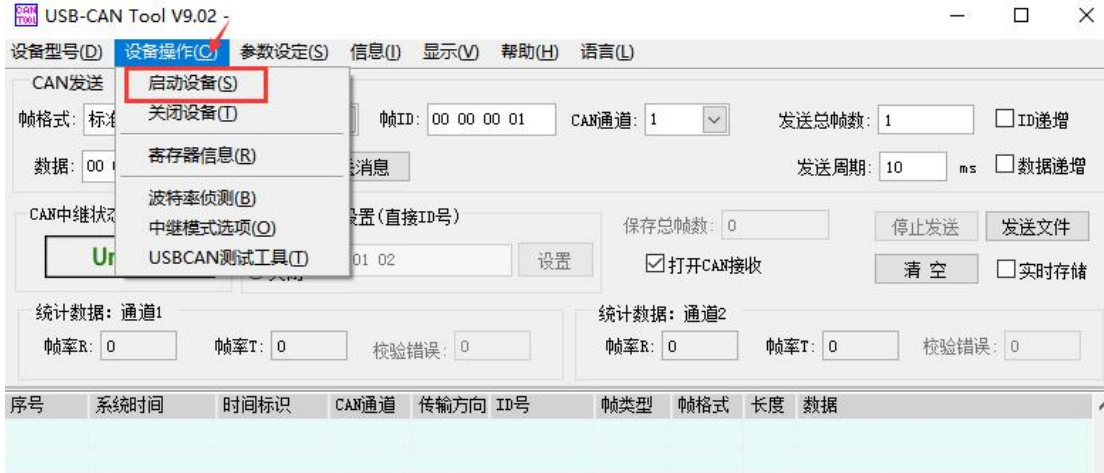 CAN TOOL USB-CAN Tool V9.02 -
设备型号(D) 设备操作(C) 参数设定(S) 信息(I) 显示(V) 帮助(H) 语言(L)
CAN发送
启动设备(S)
关闭设备(T)
寄存器信息(R)
波特率侦测(B)
中继模式选项(O)
USBCAN测试工具(T)
帧格式: 帧ID: 00 00 00 01 CAN通道: 1 发送总帧数: 1 ID递增
数据: 00 消息 发送周期: 10 ms 数据递增
CAN中继状态 设置(直接ID号) 保存总帧数: 0 停止发送 发送文件
01 02 设置 打开CAN接收 清 空 实时存储
统计数据: 通道1 统计数据: 通道2
帧率R: 0 帧率T: 0 校验错误: 0 帧率R: 0 帧率T: 0 校验错误: 0
序号 系统时间 时间标识 CAN通道 传输方向 ID号 帧类型 帧格式 长度 数据